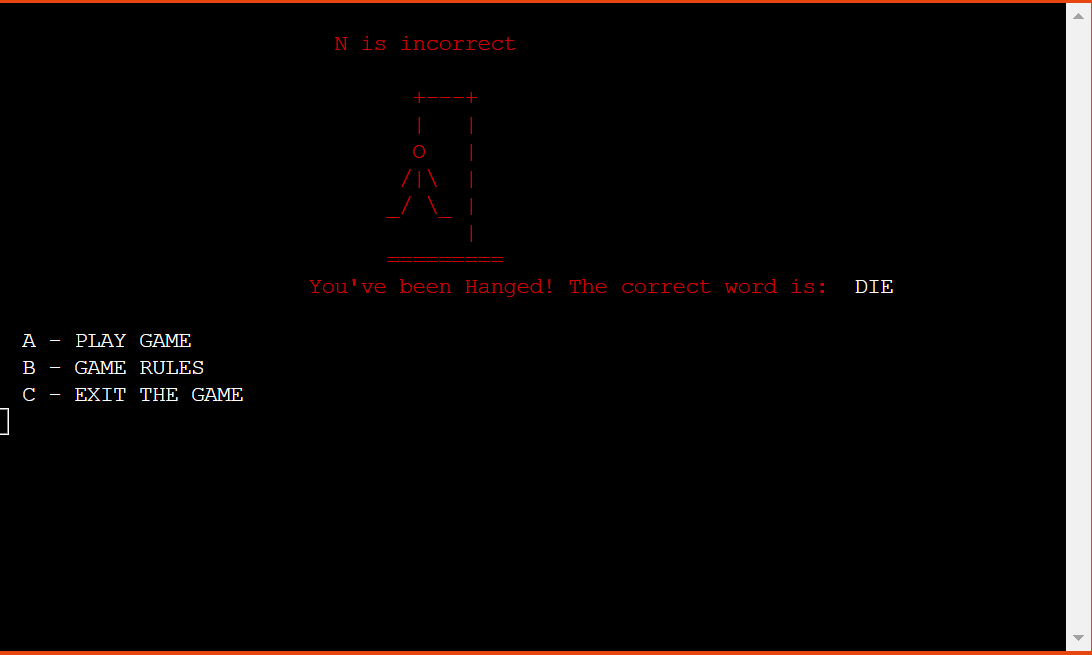 N is incorrect
+---+
|   |
O   |
/|\  |
_/ \_ |
|
=========
You've been Hanged! The correct word is:  DIE
A - PLAY GAME
B - GAME RULES
C - EXIT THE GAME